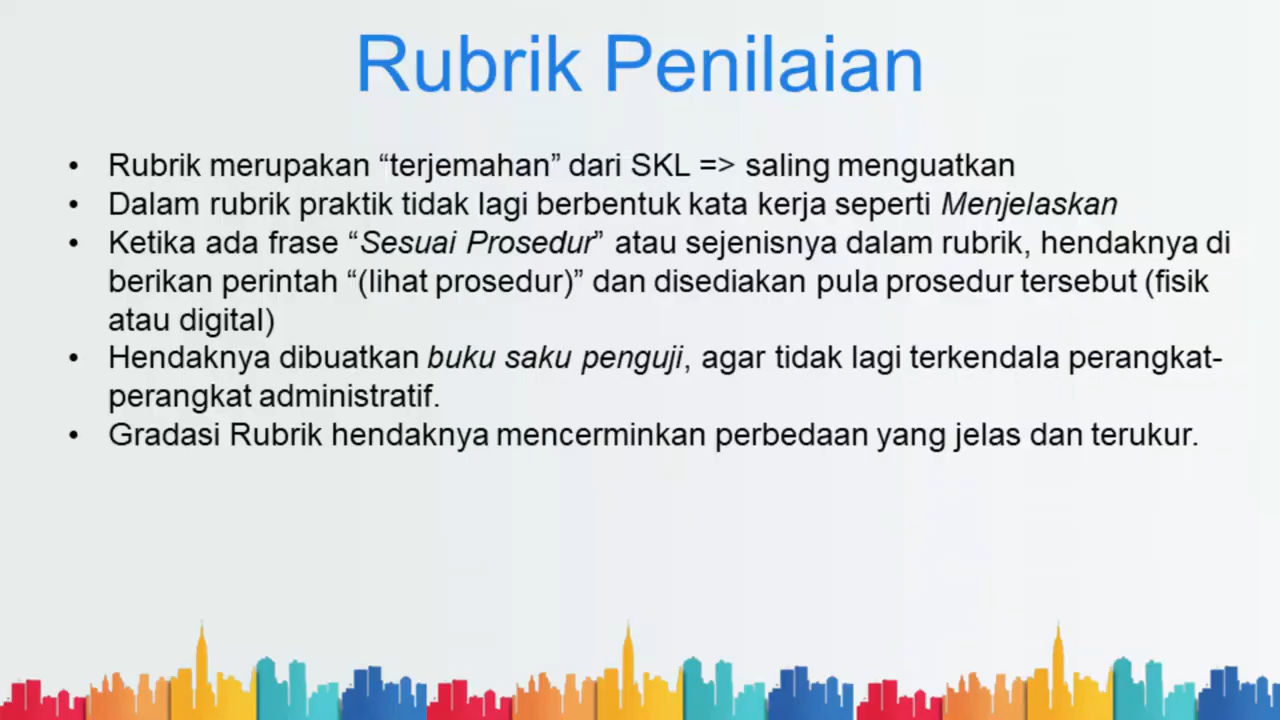 Rubrik Penilaian
• Rubrik merupakan “terjemahan” dari SKL => saling menguatkan
• Dalam rubrik praktik tidak lagi berbentuk kata kerja seperti Menjelaskan
• Ketika ada frase “Sesuai Prosedur” atau sejenisnya dalam rubrik, hendaknya di
berikan perintah “(lihat prosedur)” dan disediakan pula prosedur tersebut (fisik
atau digital)
• Hendaknya dibuatkan buku saku penguji, agar tidak lagi terkendala perangkat-
perangkat administratif.
• Gradasi Rubrik hendaknya mencerminkan perbedaan yang jelas dan terukur.